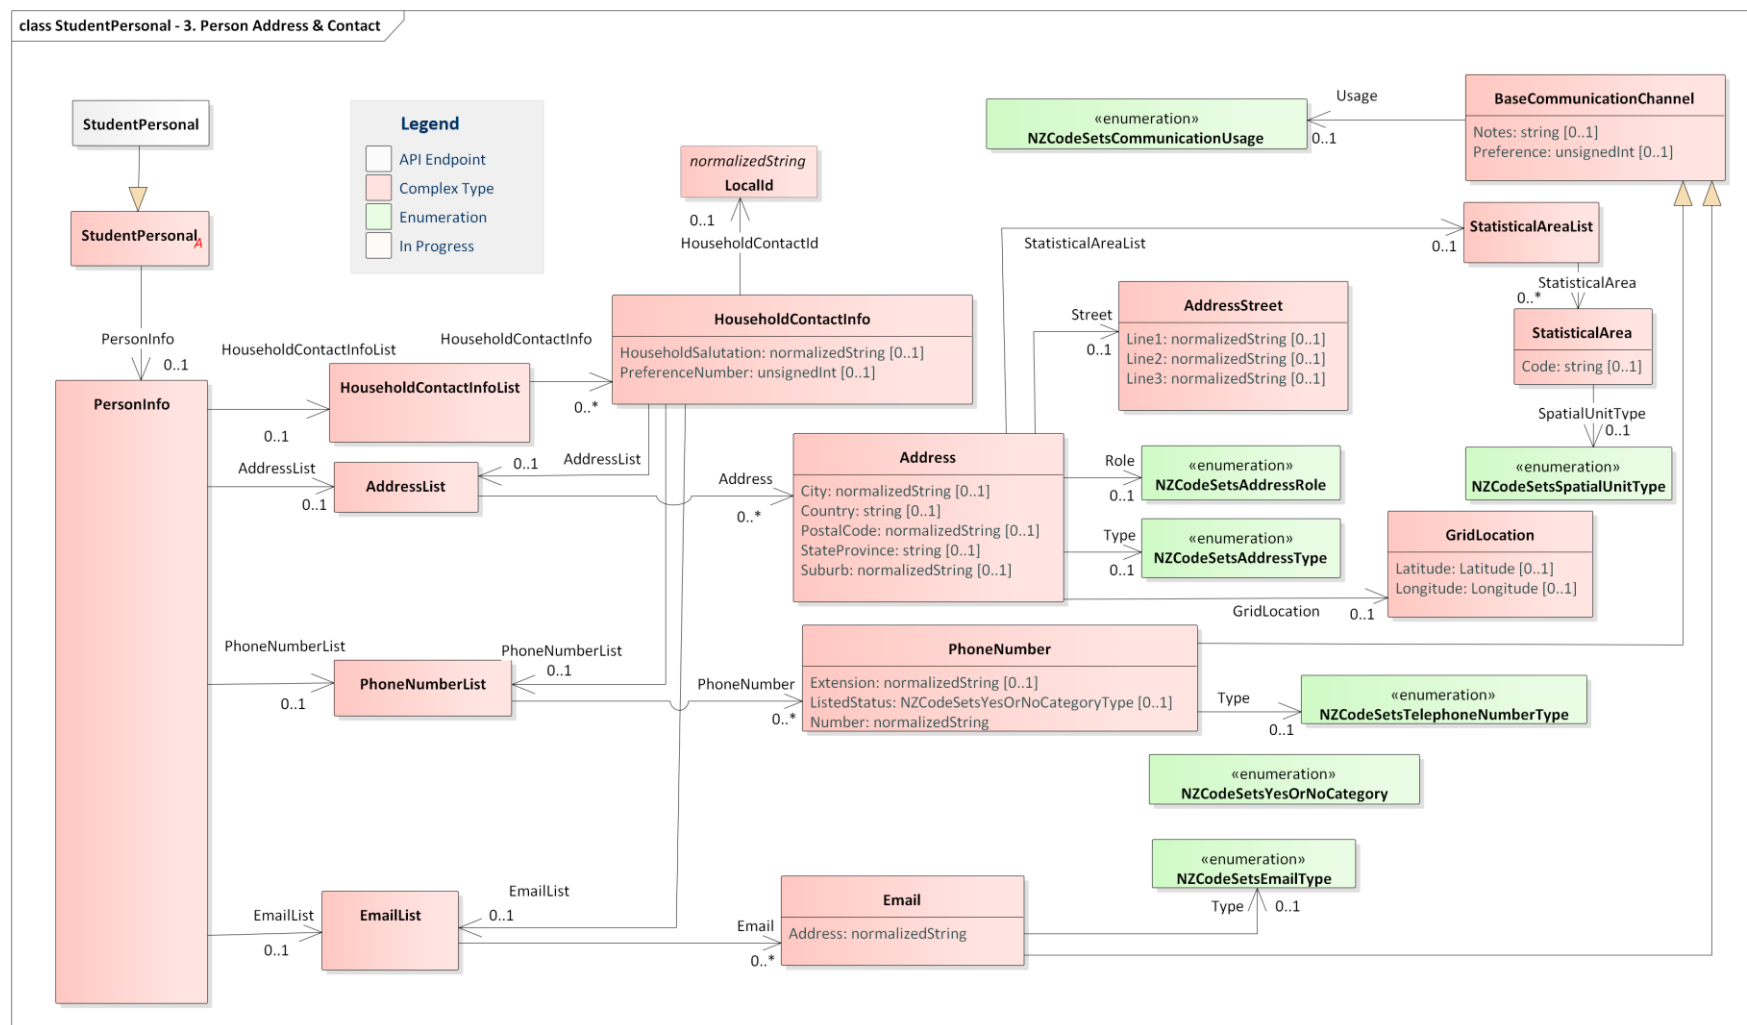 class StudentPersonal - 3. Person Address & Contact
StudentPersonal
StudentPersonal
A
Legend
API Endpoint
Complex Type
Enumeration
In Progress
normalizedString
LocalId
0..1
HouseholdContactId
«enumeration»
NZCodeSetsCommunicationUsage
Usage
0..1
BaseCommunicationChannel
Notes: string [0..1]
Preference: unsignedInt [0..1]
StatisticalAreaList
0..1
StatisticalAreaList
StatisticalArea
0..*
StatisticalArea
Code: string [0..1]
SpatialUnitType
0..1
«enumeration»
NZCodeSetsSpatialUnitType
PersonInfo
0..1
PersonInfo
HouseholdContactInfoList
0..1
HouseholdContactInfoList
HouseholdContactInfo
0..*
HouseholdContactInfo
HouseholdSalutation: normalizedString [0..1]
PreferenceNumber: unsignedInt [0..1]
Street
0..1
AddressStreet
Line1: normalizedString [0..1]
Line2: normalizedString [0..1]
Line3: normalizedString [0..1]
AddressList
0..1
AddressList
0..1
AddressList
Address
0..*
Address
City: normalizedString [0..1]
Country: string [0..1]
PostalCode: normalizedString [0..1]
StateProvince: string [0..1]
Suburb: normalizedString [0..1]
Role
0..1
«enumeration»
NZCodeSetsAddressRole
Type
0..1
«enumeration»
NZCodeSetsAddressType
GridLocation
0..1
GridLocation
Latitude: Latitude [0..1]
Longitude: Longitude [0..1]
PhoneNumberList
0..1
PhoneNumberList
PhoneNumberList
0..1
PhoneNumber
0..*
PhoneNumber
Extension: normalizedString [0..1]
ListedStatus: NZCodeSetsYesOrNoCategoryType [0..1]
Number: normalizedString
Type
0..1
«enumeration»
NZCodeSetsTelephoneNumberType
«enumeration»
NZCodeSetsYesOrNoCategory
«enumeration»
NZCodeSetsEmailType
Type
0..1
EmailList
0..1
EmailList
EmailList
0..1
Email
0..*
Email
Address: normalizedString